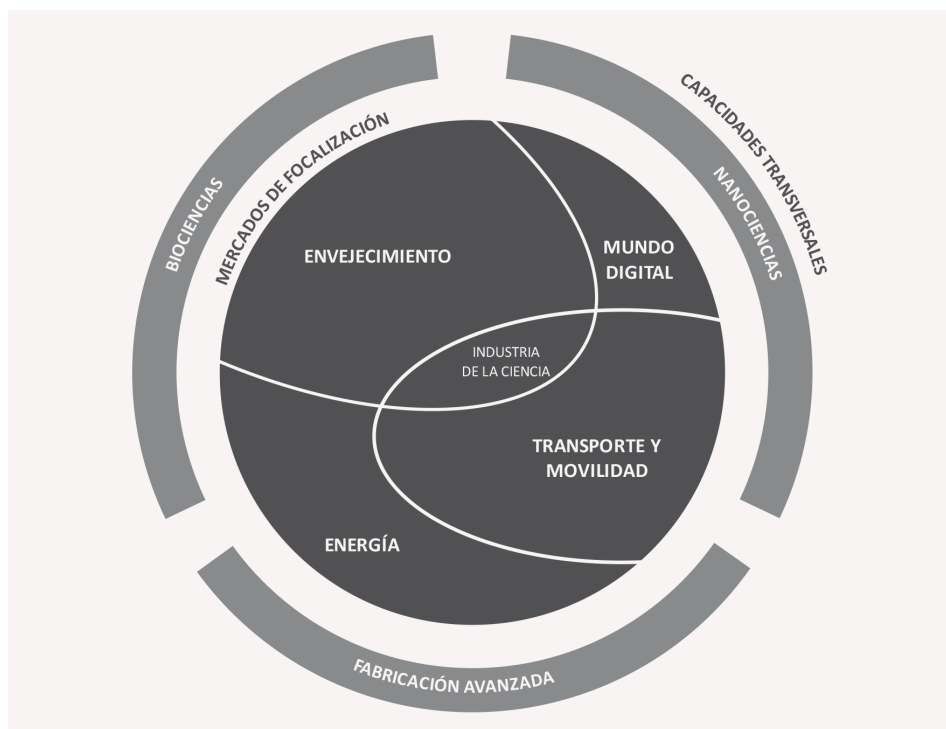 BIOCIENCIAS
MERCADOS DE FOCALIZACIÓN
CAPACIDADES TRANSVERSALES
NANOCIENCIAS
ENVEJECIMIENTO
MUNDO
DIGITAL
INDUSTRIA
DE LA CIENCIA
TRANSPORTE Y
MOVILIDAD
ENERGÍA
FABRICACIÓN AVANZADA